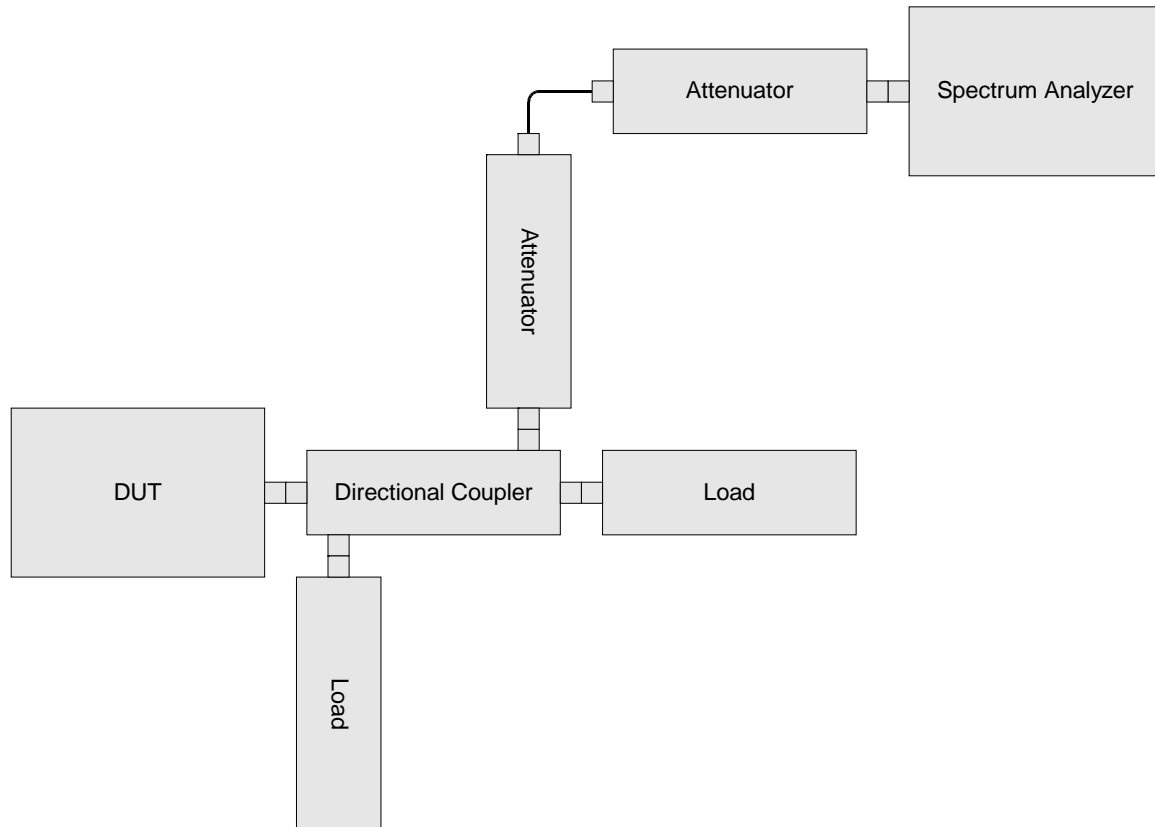 Attenuator
Spectrum Analyzer
Attenuator
DUT
Directional Coupler
Load
Load